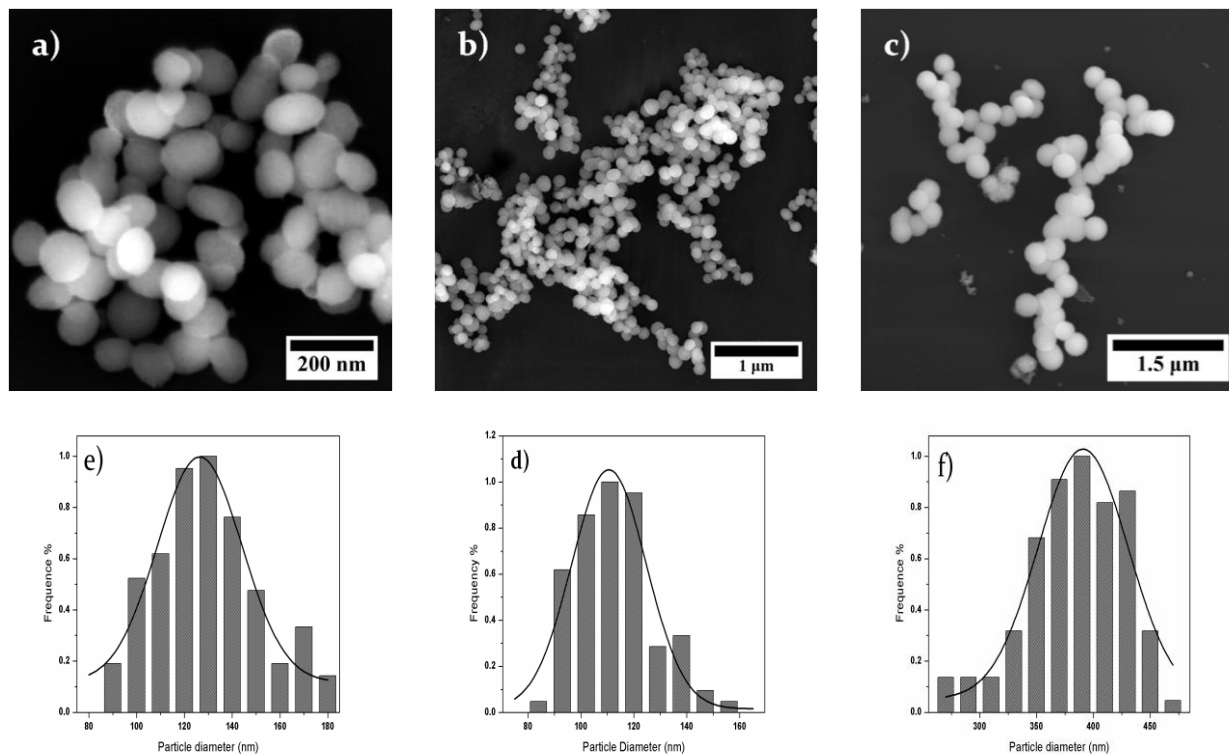 a)
200 nm
b)
1 µm
c)
1.5 µm
e)
Frequence %
1.0
0.8
0.6
0.4
0.2
0.0
80 100 120 140 160 180
Particle diameter (nm)
d)
Frequency %
1.2
1.0
0.8
0.6
0.4
0.2
0.0
80 100 120 140 160
Particle Diameter (nm)
f)
Frequence %
1.0
0.8
0.6
0.4
0.2
0.0
300 350 400 450
Particle diameter (nm)